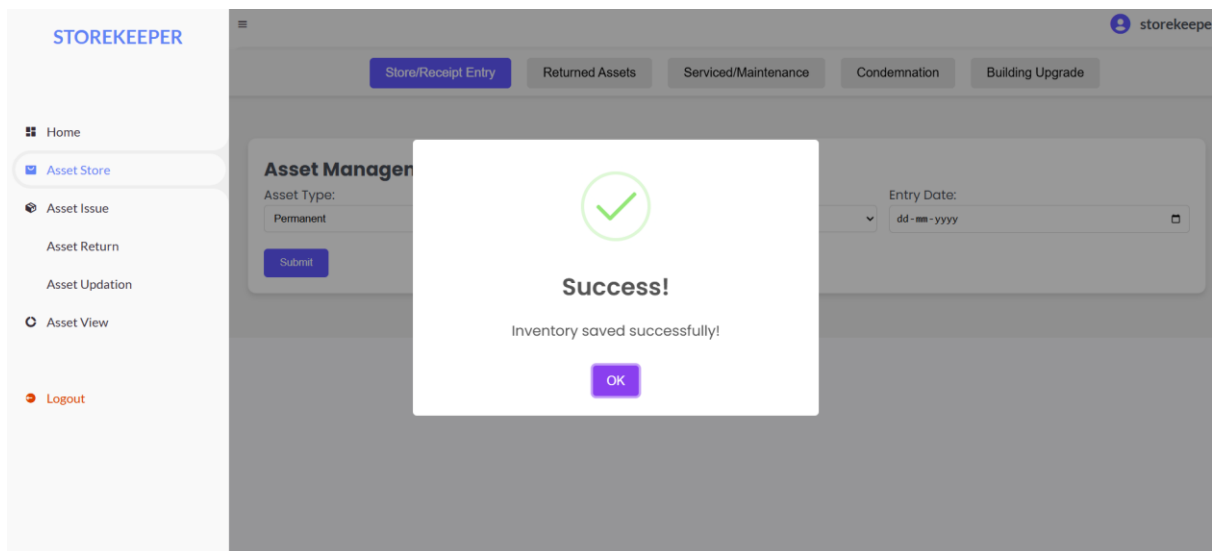 STOREKEEPER
storekeepe
Store/Receipt Entry Returned Assets Serviced/Maintenance Condemnation Building Upgrade
Home
Asset Store
Asset Issue
Asset Return
Asset Updation
Asset View
Logout
Asset Managem
Asset Type: Entry Date:
Permanent dd-mm-yyyy
Submit
Success!
Inventory saved successfully!
OK